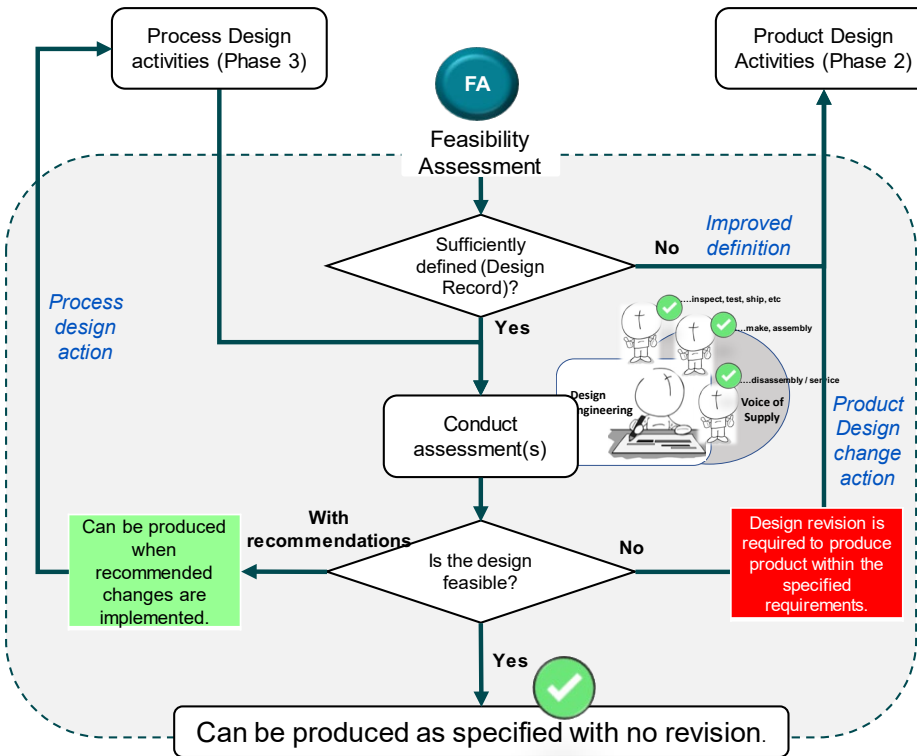 Process Design
activities (Phase 3)
Product Design
Activities (Phase 2)
FA
Feasibility
Assessment
Sufficiently
defined (Design
Record)?
No
Improved
definition
Yes
Process
design
action
....inspect, test, ship, etc
....make, assembly
....disassembly / service
Design
ngineering
Voice of
Supply
Conduct
assessment(s)
Product
Design
change
action
With
recommendations
Can be produced
when
recommended
changes are
implemented.
Is the design
feasible?
No
Design revision is
required to produce
product within the
specified
requirements.
Yes
Can be produced as specified with no revision.